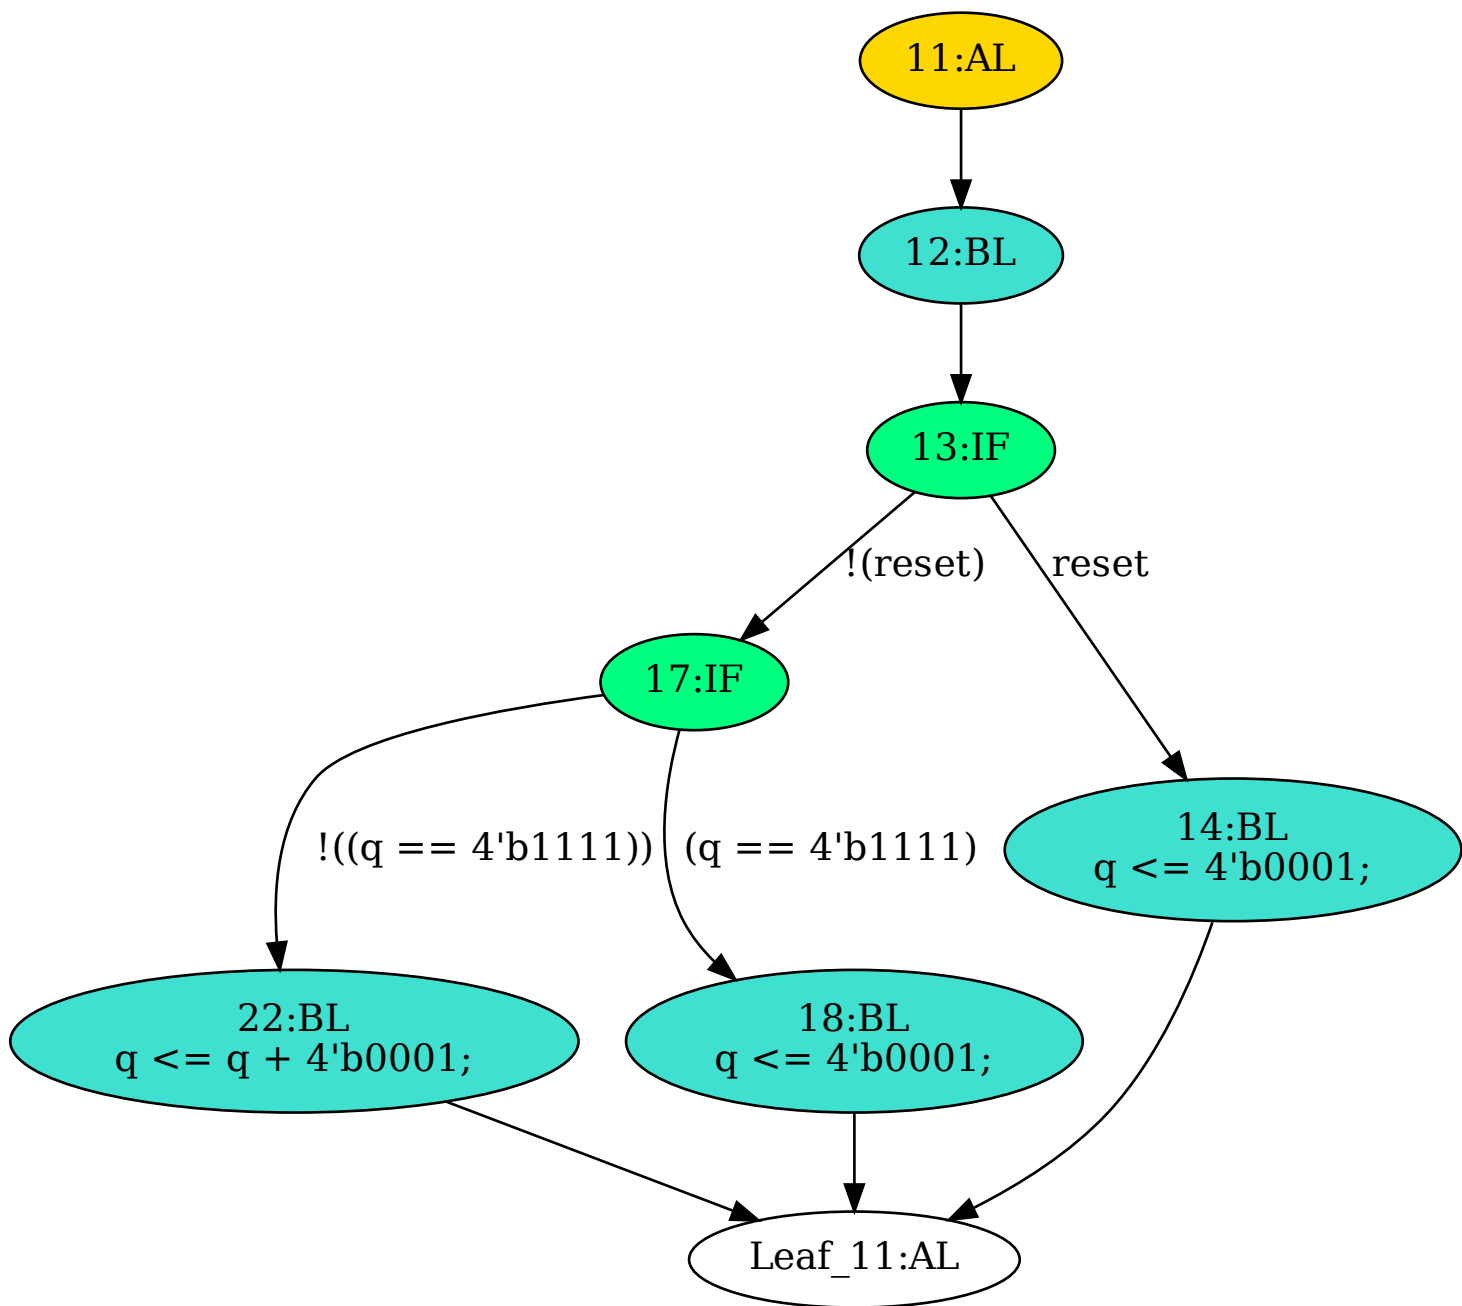 11:AL
12:BL
13:IF
!(reset)
reset
17:IF
14:BL
q <= 4'b0001;
!((q == 4'b1111))
(q == 4'b1111)
22:BL
q <= q + 4'b0001;
18:BL
q <= 4'b0001;
Leaf_11:AL